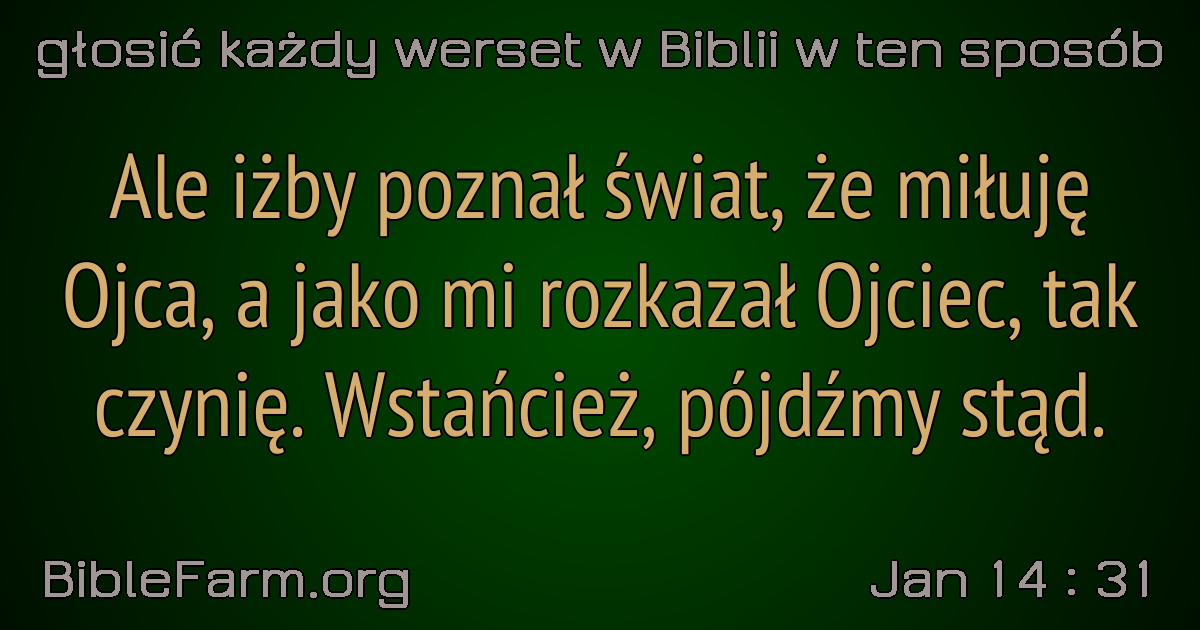 głosić każdy werset w Biblii w ten sposób
Ale iżby poznał świat, że miłuję
Ojca, a jako mi rozkazał Ojciec, tak
czynię. Wstańcież, pójdźmy stąd.
BibleFarm.org
Jan 14 : 31